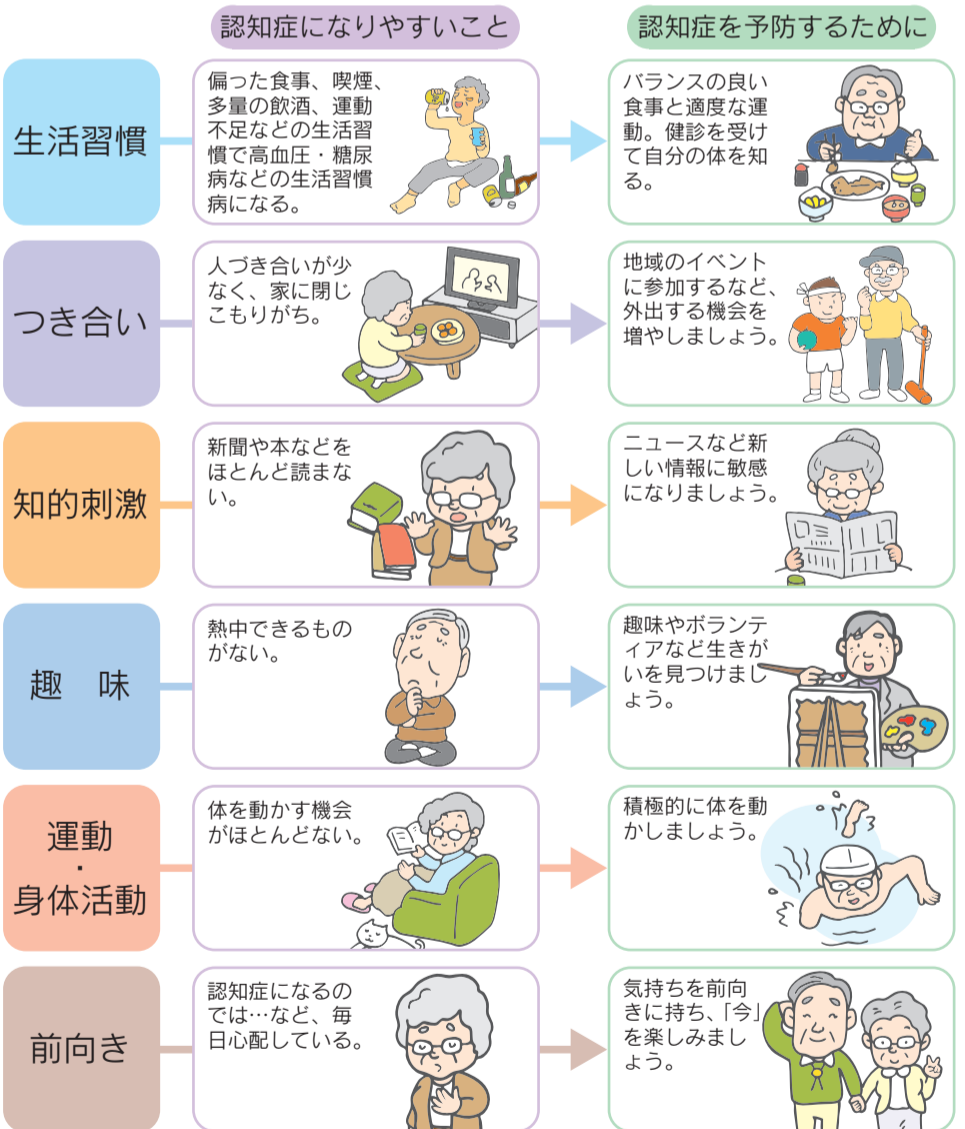 認知症になりやすいこと
認知症を予防するために
生活習慣
偏った食事、喫煙、
多量の飲酒、運動
不足などの生活習
慣で高血圧・糖尿
病などの生活習慣
病になる。
バランスの良い
食事と適度な運
動。健診を受け
て自分の体を知
る。
つき合い
人づき合いが少
なく、家に閉じ
こもりがち。
地域のイベント
に参加するなど、
外出する機会を
増やしましょう。
知的刺激
新聞や本などを
ほとんど読まな
い。
ニュースなど新
しい情報に敏感
になりましょう。
趣　味
熱中できるもの
がない。
趣味やボランテ
ィアなど生きが
いを見つけまし
ょう。
運動
・
身体活動
体を動かす機会
がほとんどない。
積極的に体を動
かしましょう。
前向き
認知症になるの
では…など、毎
日心配している。
気持ちを前向
きに持ち、「今」
を楽しみまし
ょう。